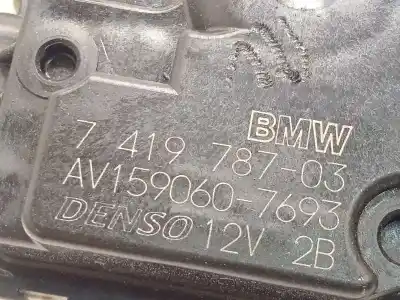 BMW
7 419 787-03
AV159060-7693
DENSO 12V 2B